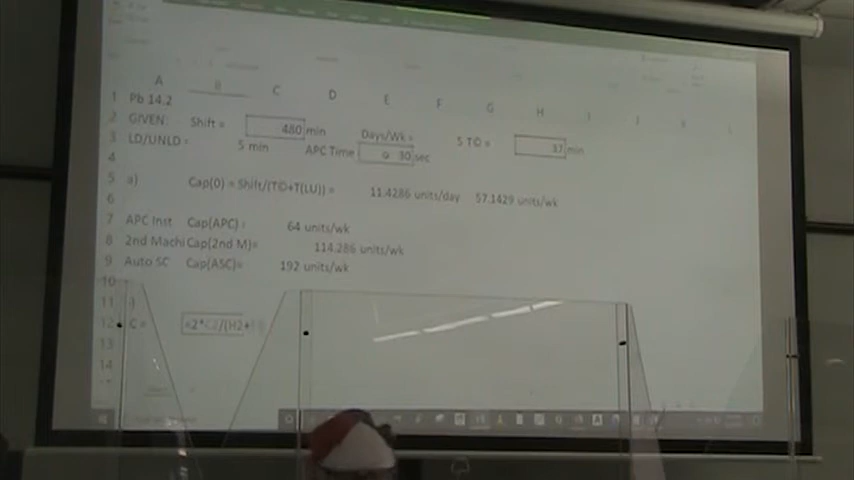 A B C D E F G H
1 Pb 14.2
2 GIVEN: Shift = 480 min Days/Wk = 5 T© = 37 min
3 LD/UNLD = 5 min APC Time 30 sec
4
5 a) Cap(0) = Shift/(T©+T(LU)) = 11.4286 units/day 57.1429 units/wk
6
7 APC Inst Cap(APC) = 64 units/wk
8 2nd Machi Cap(2nd M)= 114.286 units/wk
9 Auto SC Cap(ASC)= 192 units/wk
10
11
12 C =
13
14